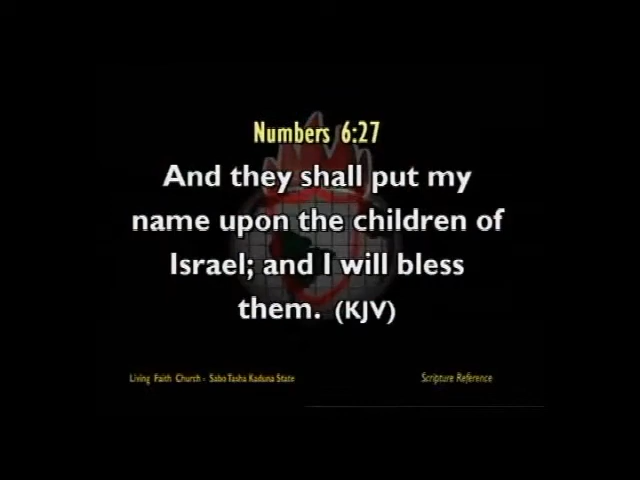 Numbers 6:27
And they shall put my
name upon the children of
Israel; and I will bless
them. (KJV)
Living Faith Church - Sabo Tasha Kaduna State
Scripture Reference